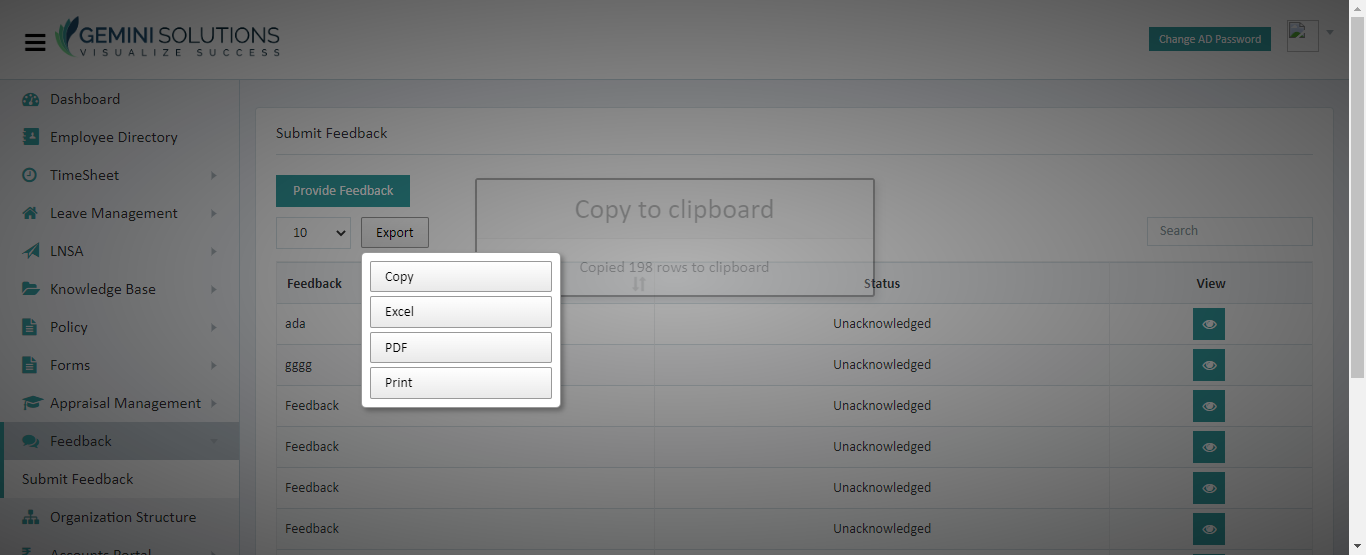 GEMINI SOLUTIONS
VISUALIZE SUCCESS
Change AD Password
Dashboard
Employee Directory
TimeSheet
Leave Management
LNSA
Knowledge Base
Policy
Forms
Appraisal Management
Feedback
Submit Feedback
Organization Structure
Accounts Portal
Submit Feedback
Provide Feedback
10
Export
Search
Copy to clipboard
Copied 198 rows to clipboard
Copy
Excel
PDF
Print
Feedback Status View
ada Unacknowledged
gggg Unacknowledged
Feedback Unacknowledged
Feedback Unacknowledged
Feedback Unacknowledged
Feedback Unacknowledged